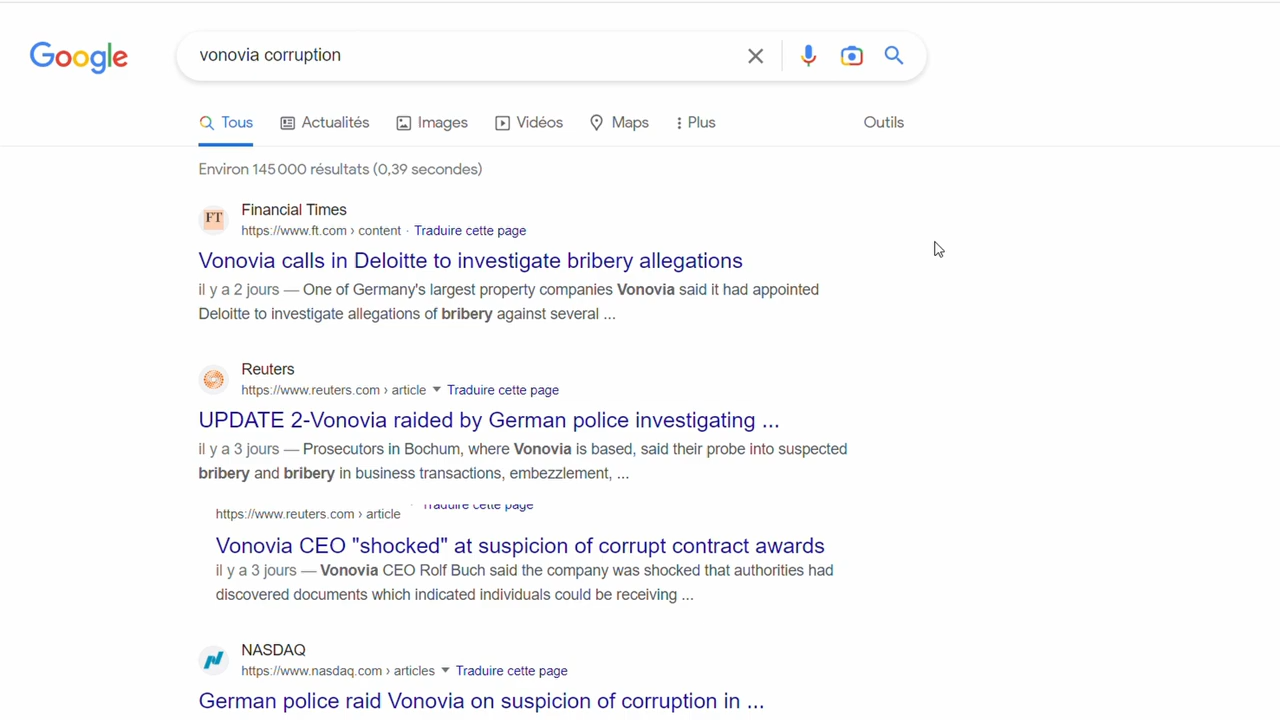 Google
vonovia corruption
Tous Actualités Images Vidéos Maps Plus Outils
Environ 145 000 résultats (0,39 secondes)
FT
Financial Times
https://www.ft.com › content · Traduire cette page
Vonovia calls in Deloitte to investigate bribery allegations
il y a 2 jours — One of Germany's largest property companies Vonovia said it had appointed
Deloitte to investigate allegations of bribery against several ...
Reuters
https://www.reuters.com › article Traduire cette page
UPDATE 2-Vonovia raided by German police investigating ...
il y a 3 jours — Prosecutors in Bochum, where Vonovia is based, said their probe into suspected
bribery and bribery in business transactions, embezzlement, ...
https://www.reuters.com › article · Traduire cette page
Vonovia CEO "shocked" at suspicion of corrupt contract awards
il y a 3 jours — Vonovia CEO Rolf Buch said the company was shocked that authorities had
discovered documents which indicated individuals could be receiving ...
NASDAQ
https://www.nasdaq.com › articles Traduire cette page
German police raid Vonovia on suspicion of corruption in ...